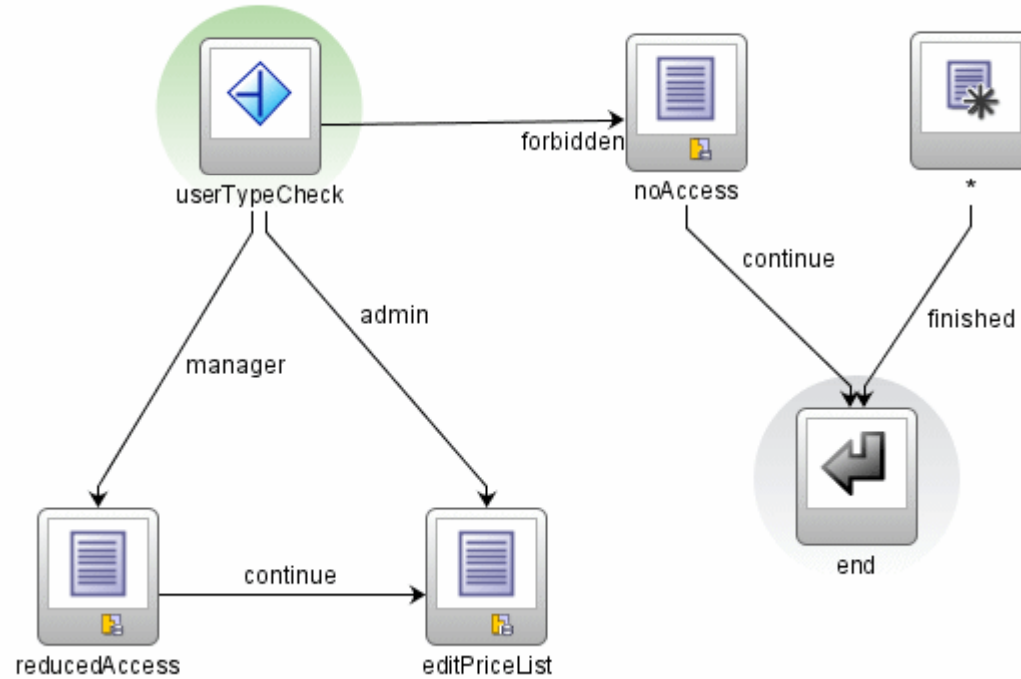 forbidden
userTypeCheck
noAccess
*
continue
admin
finished
manager
end
continue
reducedAccess
editPriceList